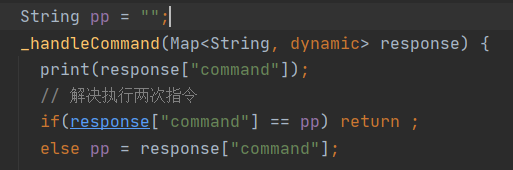 String pp = "";
_handleCommand(Map<String, dynamic> response) {
print(response["command"]);
// 解决执行两次指令
if(response["command"] == pp) return ;
else pp = response["command"];